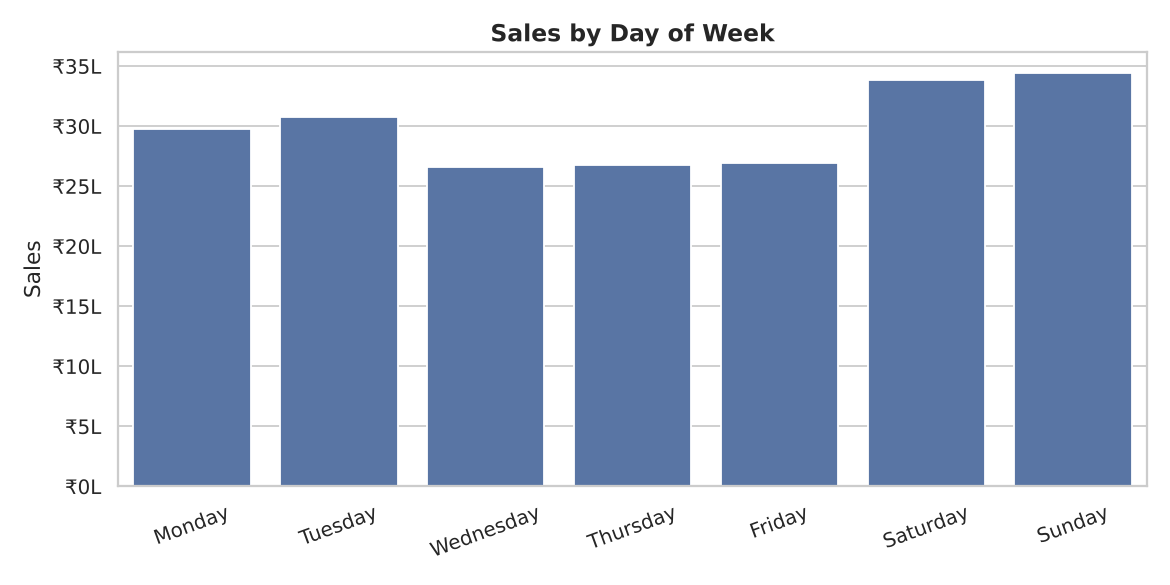 Sales by Day of Week
Sales
₹35L
₹30L
₹25L
₹20L
₹15L
₹10L
₹5L
₹0L
Monday
Tuesday
Wednesday
Thursday
Friday
Saturday
Sunday